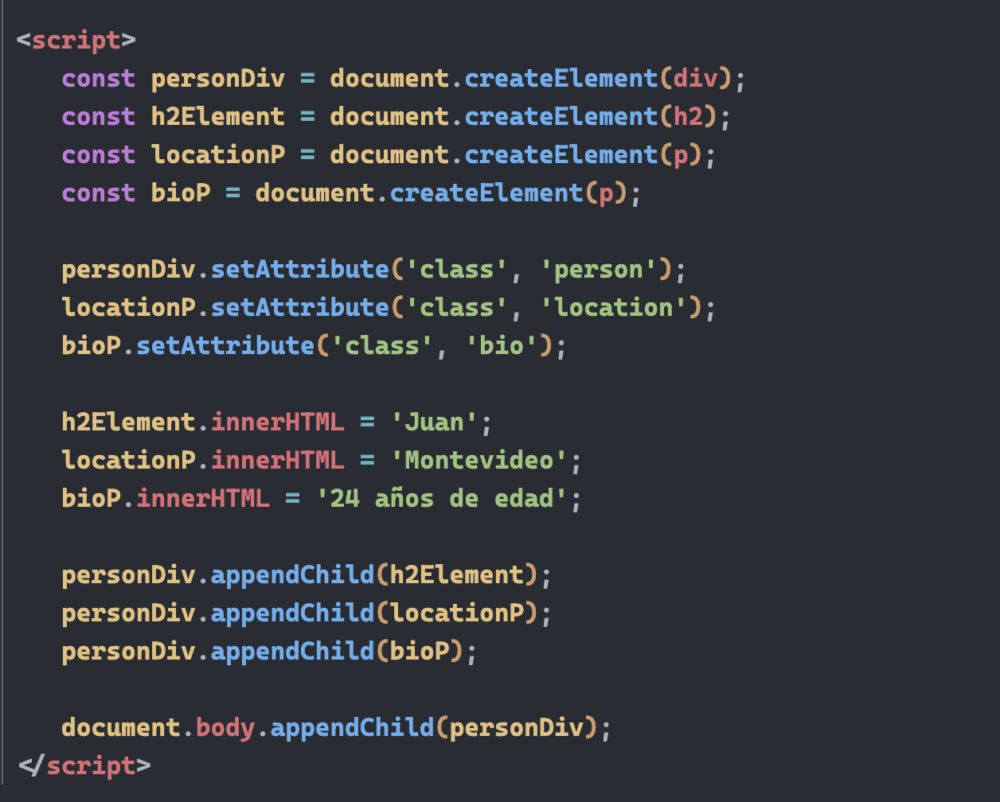 <script>
const personDiv = document.createElement(div);
const h2Element = document.createElement(h2);
const locationP = document.createElement(p);
const bioP = document.createElement(p);
personDiv.setAttribute('class', 'person');
locationP.setAttribute('class', 'location');
bioP.setAttribute('class', 'bio');
h2Element.innerHTML = 'Juan';
locationP.innerHTML = 'Montevideo';
bioP.innerHTML = '24 años de edad';
personDiv.appendChild(h2Element);
personDiv.appendChild(locationP);
personDiv.appendChild(bioP);
document.body.appendChild(personDiv);
</script>